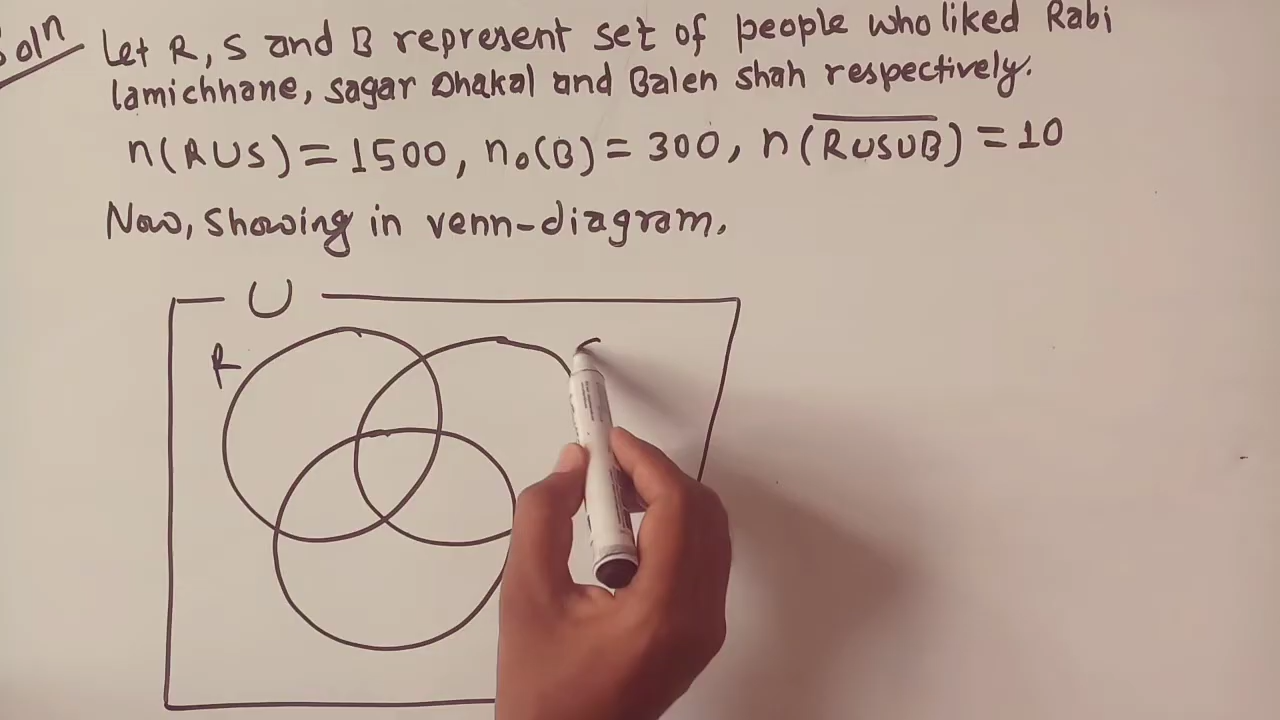 Soln
Let R, S and B represent set of people who liked Rabi
lamichhane, sagar Dhakal and Balen shah respectively.
n(RUS) = 1500, n₀(B) = 300, n(R̅U̅S̅U̅B̅) = 10
Now, showing in venn-diagram.
U
R